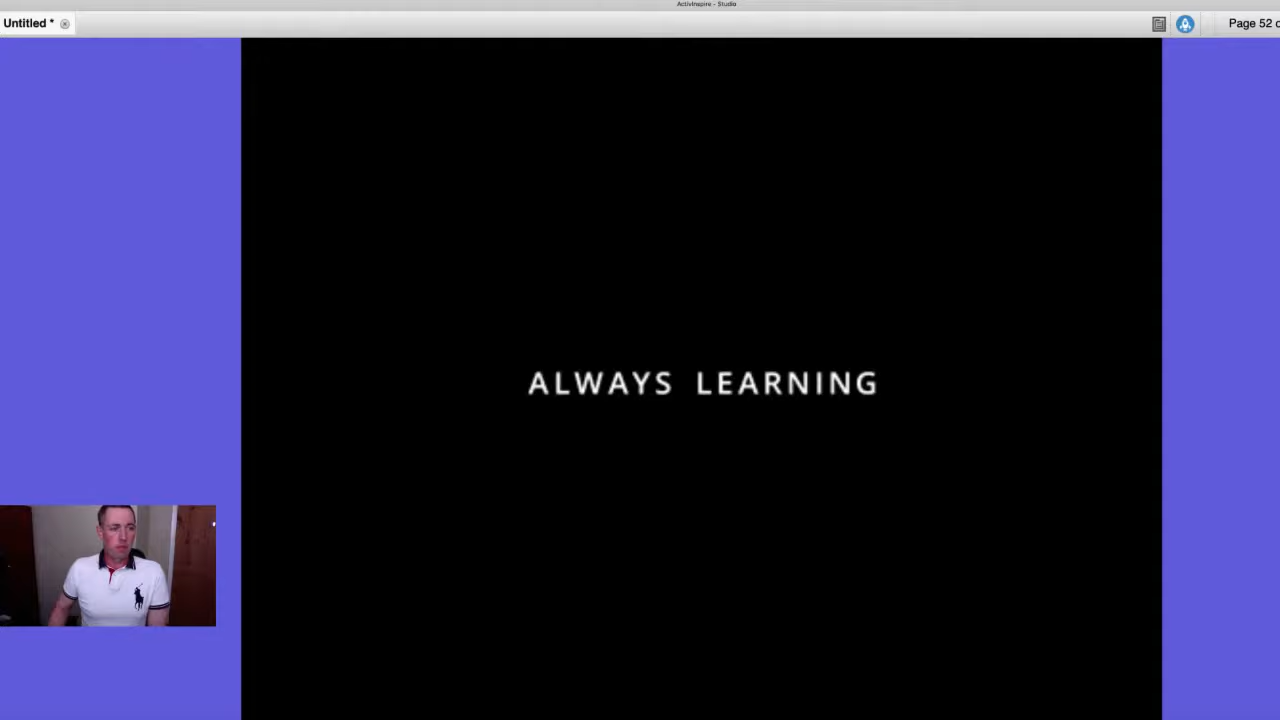 ActivInspire - Studio
Untitled *
Page 52 o
ALWAYS LEARNING